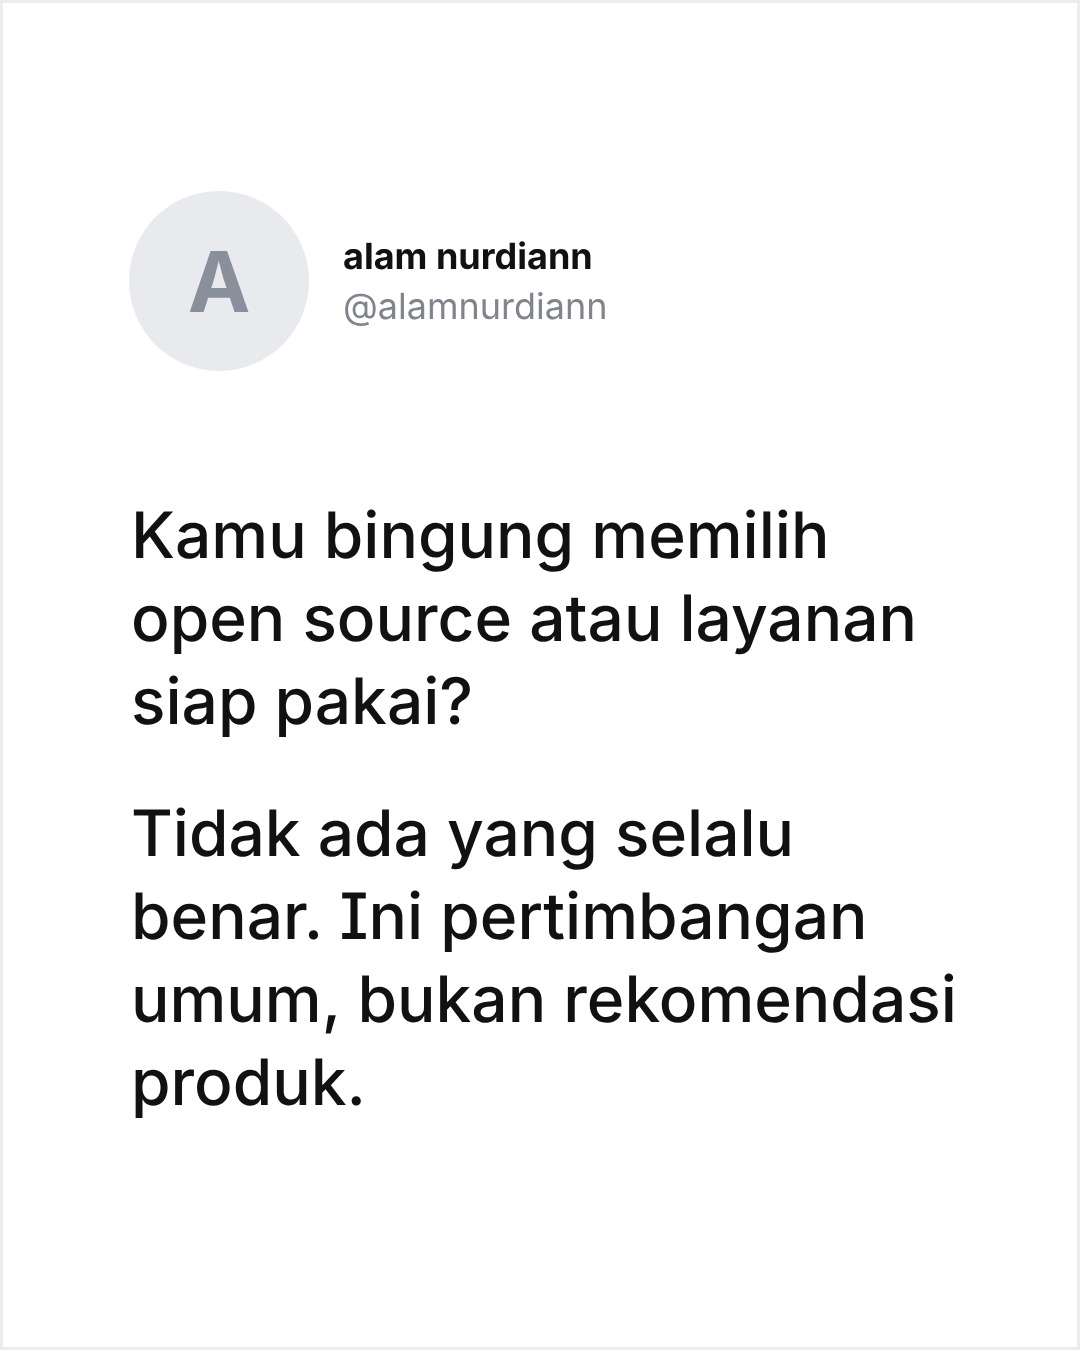 A
alam nurdiann
@alamnurdiann
Kamu bingung memilih
open source atau layanan
siap pakai?
Tidak ada yang selalu
benar. Ini pertimbangan
umum, bukan rekomendasi
produk.